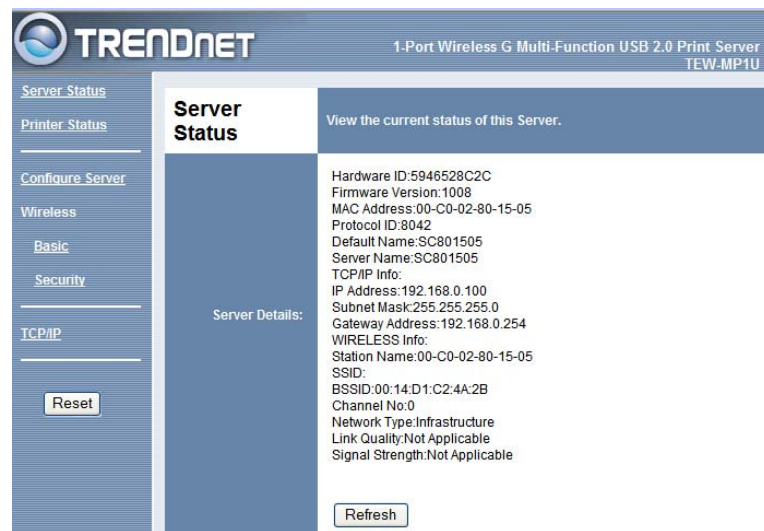 TRENDNET
1-Port Wireless G Multi-Function USB 2.0 Print Server
TEW-MP1U
Server Status
Printer Status
Configure Server
Wireless
Basic
Security
TCP/IP
Reset
Server
Status
View the current status of this Server.
Server Details:
Hardware ID:5946528C2C
Firmware Version:1008
MAC Address:00-C0-02-80-15-05
Protocol ID:8042
Default Name:SC801505
Server Name:SC801505
TCP/IP Info:
IP Address:192.168.0.100
Subnet Mask:255.255.255.0
Gateway Address:192.168.0.254
WIRELESS Info:
Station Name:00-C0-02-80-15-05
SSID:
BSSID:00:14:D1:C2:4A:2B
Channel No:0
Network Type:Infrastructure
Link Quality:Not Applicable
Signal Strength:Not Applicable
Refresh